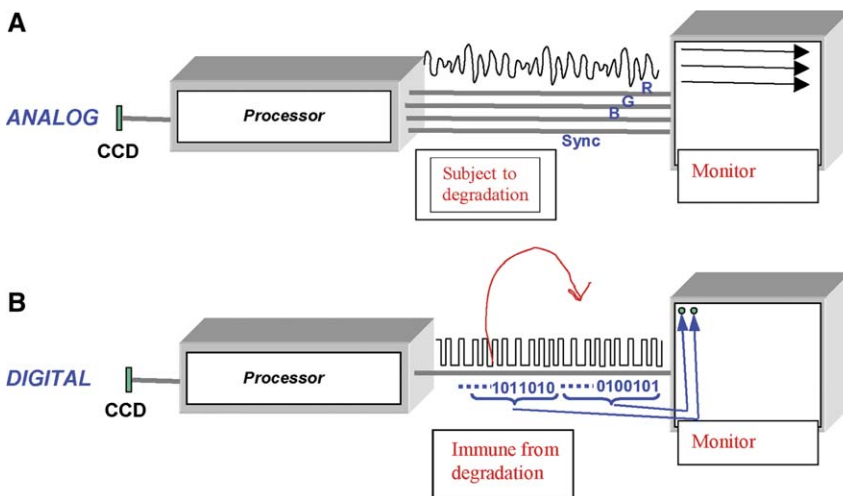 A
ANALOG
CCD
Processor
R
G
B
Sync
Subject to
degradation
Monitor
B
DIGITAL
CCD
Processor
1011010
0100101
Immune from
degradation
Monitor